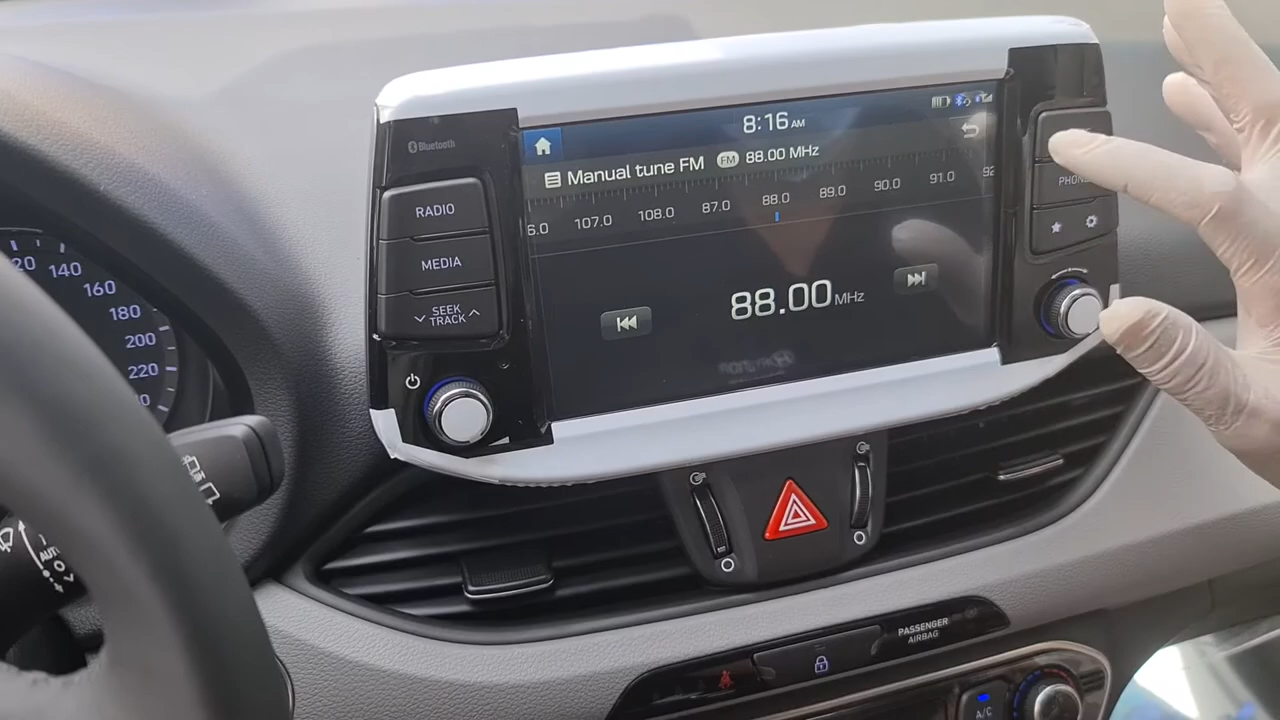 Bluetooth
8:16 AM
Manual tune FM FM 88.00 MHz
6.0 107.0 108.0 87.0 88.0 89.0 90.0 91.0 92
88.00 MHz
RADIO
MEDIA
SEEK
TRACK
PHONE
20 140
160
180
200
220
AUTO
PASSENGER
AIRBAG
A/C